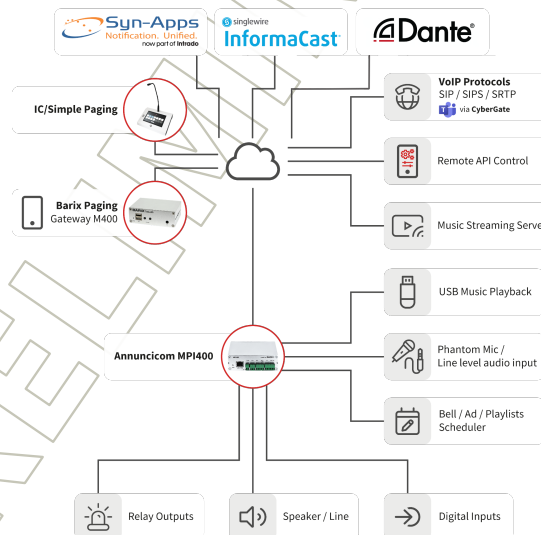 Syn-Apps
Notification. Unified.
now part of Intrado
singlewire
InformaCast
Dante
IC/Simple Paging
VoIP Protocols
SIP / SIPS / SRTP
via CyberGate
Remote API Control
Barix Paging
Gateway M400
Music Streaming Serve
USB Music Playback
Annuncicom MPI400
Phantom Mic /
Line level audio input
Bell / Ad / Playlists
Scheduler
Relay Outputs
Speaker / Line
Digital Inputs